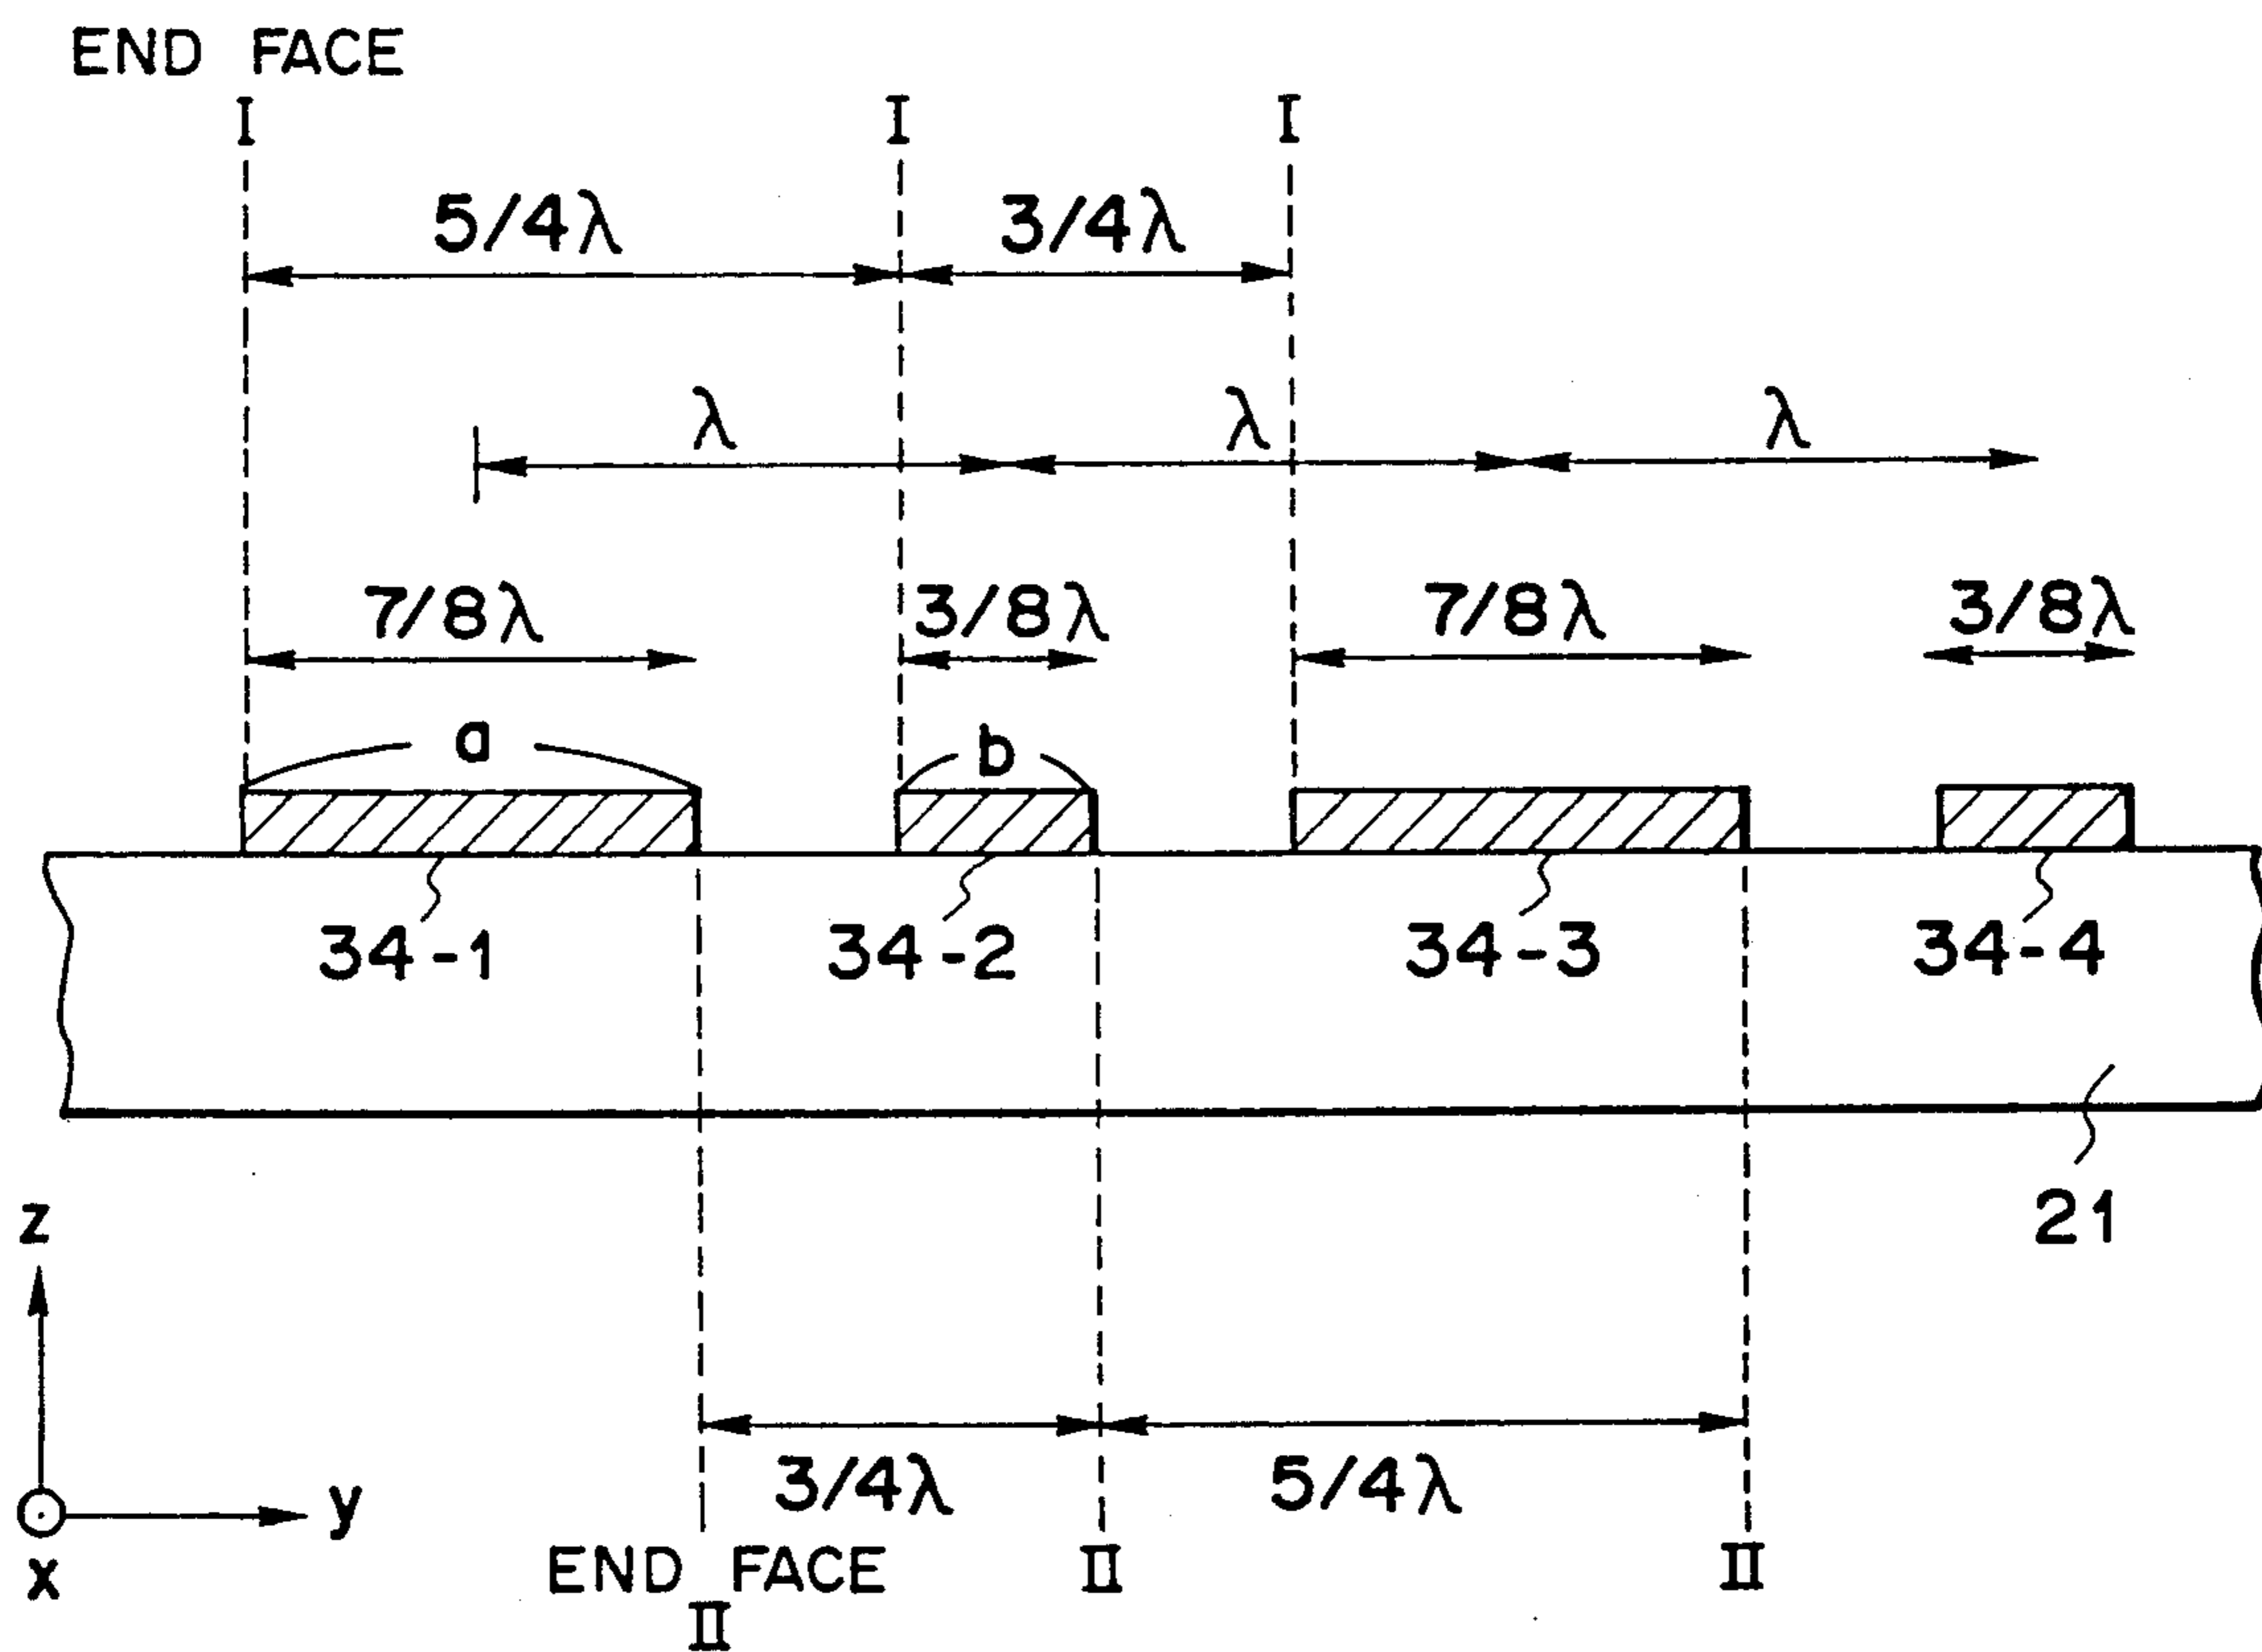 END FACE
I I I
5/4λ 3/4λ
λ λ λ
7/8λ 3/8λ 7/8λ 3/8λ
a b
34-1 34-2 34-3 34-4
21
z
y
x
3/4λ 5/4λ
END FACE II II
II